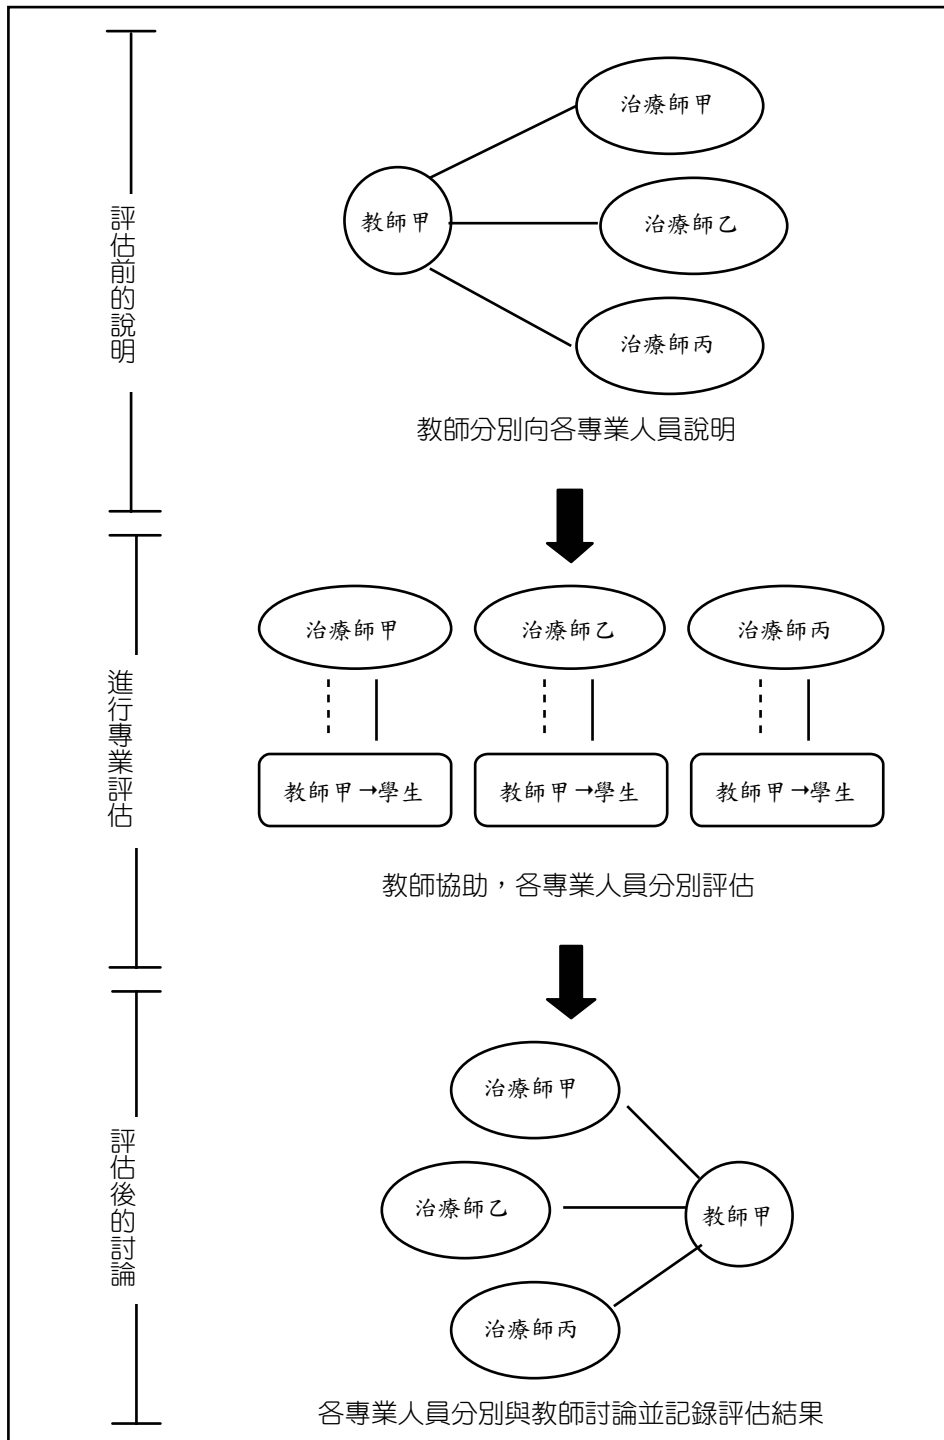 評估前的說明
治療師甲
教師甲
治療師乙
治療師丙
教師分別向各專業人員說明
進行專業評估
治療師甲
治療師乙
治療師丙
教師甲→學生
教師甲→學生
教師甲→學生
教師協助，各專業人員分別評估
評估後的討論
治療師甲
治療師乙
教師甲
治療師丙
各專業人員分別與教師討論並記錄評估結果